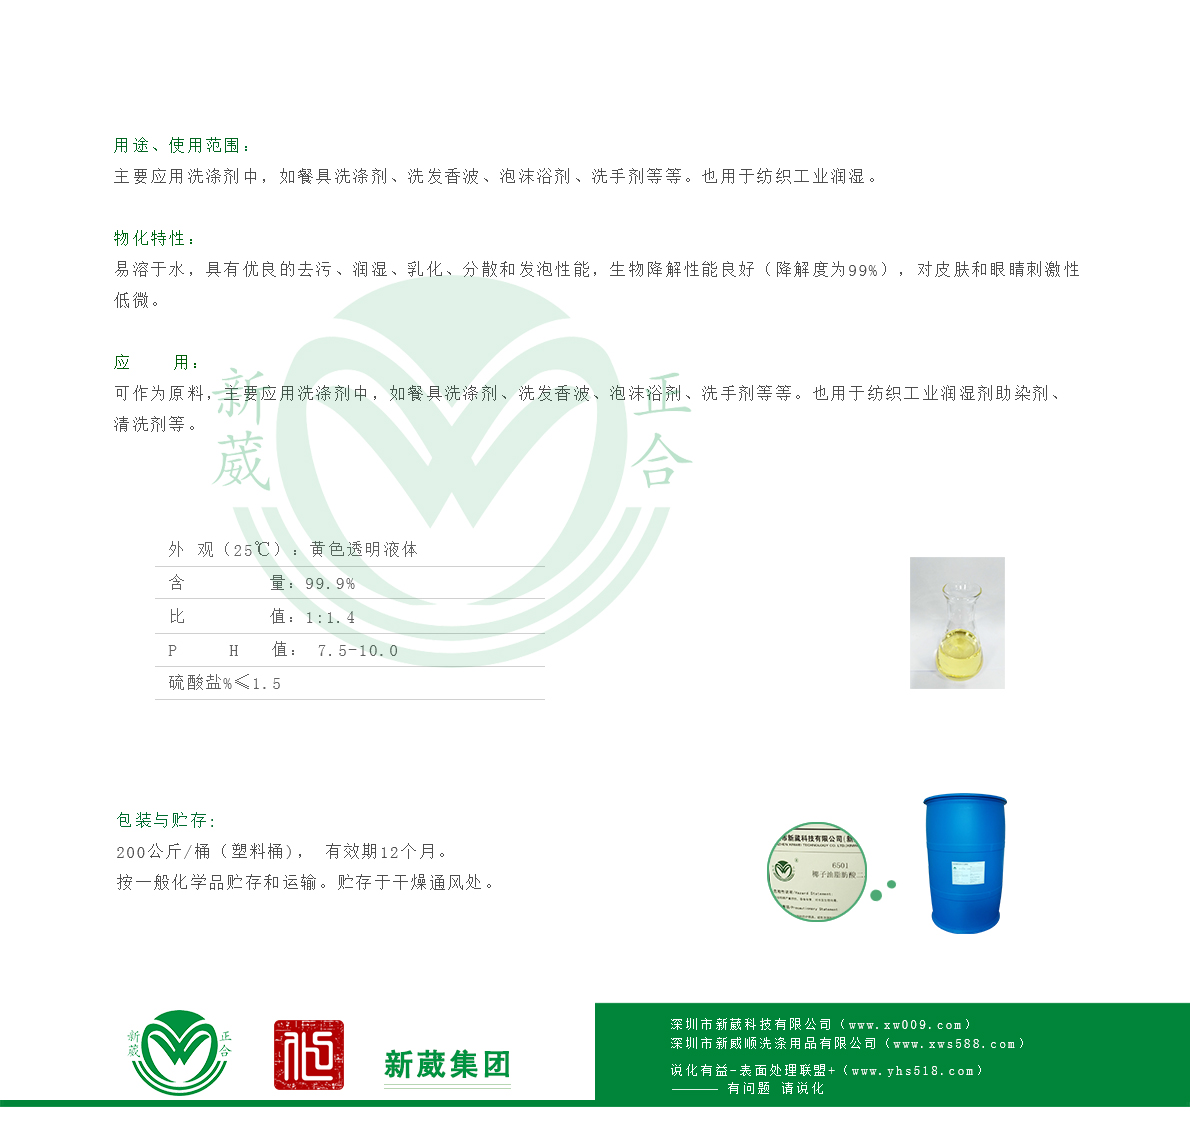 用途、使用范围：
主要应用洗涤剂中，如餐具洗涤剂、洗发香波、泡沫浴剂、洗手剂等等。也用于纺织工业润湿。
物化特性：
易溶于水，具有优良的去污、润湿、乳化、分散和发泡性能，生物降解性能良好（降解度为99%），对皮肤和眼睛刺激性
低微。
应 用：
可作为原料，主要应用洗涤剂中，如餐具洗涤剂、洗发香波、泡沫浴剂、洗手剂等等。也用于纺织工业润湿剂助染剂、
清洗剂等。
新葳
正合
外 观（25℃）：黄色透明液体
含 量：99.9%
比 值：1:1.4
P H 值： 7.5-10.0
硫酸盐%≤1.5
包装与贮存:
200公斤/桶（塑料桶）， 有效期12个月。
按一般化学品贮存和运输。贮存于干燥通风处。
市新葳科技有限公司
6501
椰子油脂肪酸二
新葳
正合
新葳集团
深圳市新葳科技有限公司（www.xw009.com）
深圳市新威顺洗涤用品有限公司（www.xws588.com）
说化有益-表面处理联盟+（www.yhs518.com）
有问题 请说化